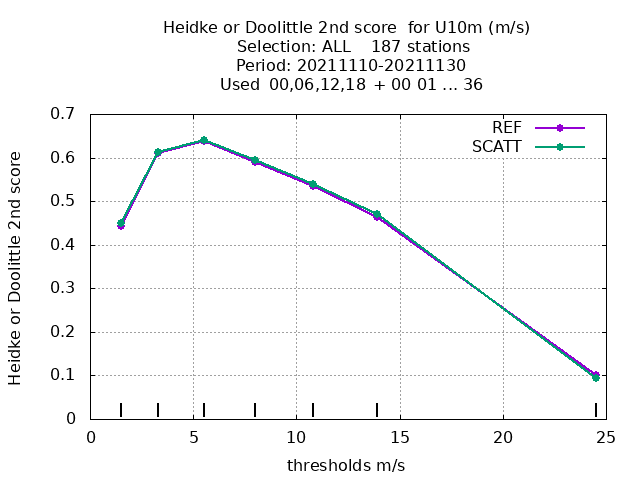 Heidke or Doolittle 2nd score  for U10m (m/s)
Selection: ALL    187 stations
Period: 20211110-20211130
Used  00,06,12,18  + 00 01 ... 36
REF
SCATT
Heidke or Doolittle 2nd score
0.7
0.6
0.5
0.4
0.3
0.2
0.1
0
0 5 10 15 20 25
thresholds m/s